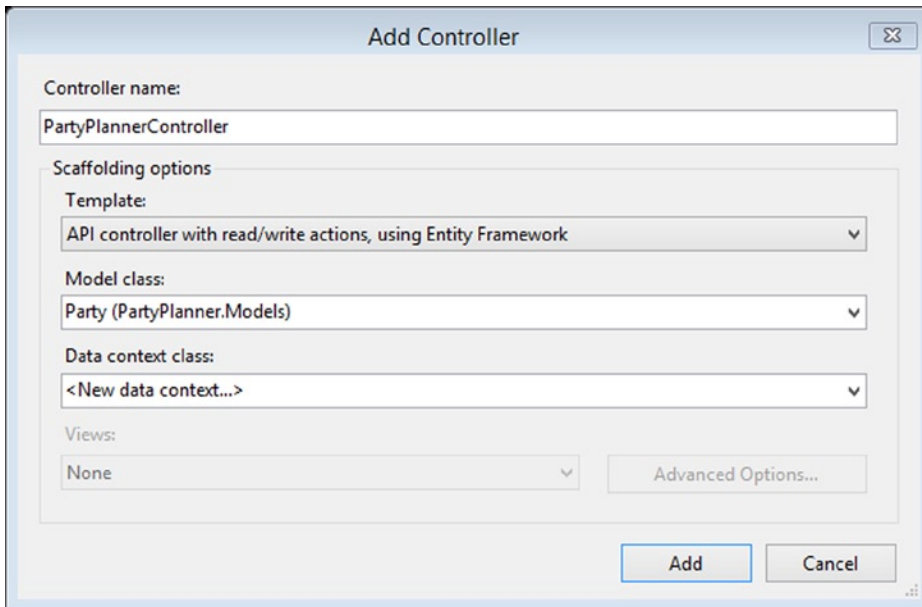 Add Controller
Controller name:
PartyPlannerController
Scaffolding options
Template:
API controller with read/write actions, using Entity Framework
Model class:
Party (PartyPlanner.Models)
Data context class:
<New data context...>
Views:
None
Advanced Options...
Add
Cancel